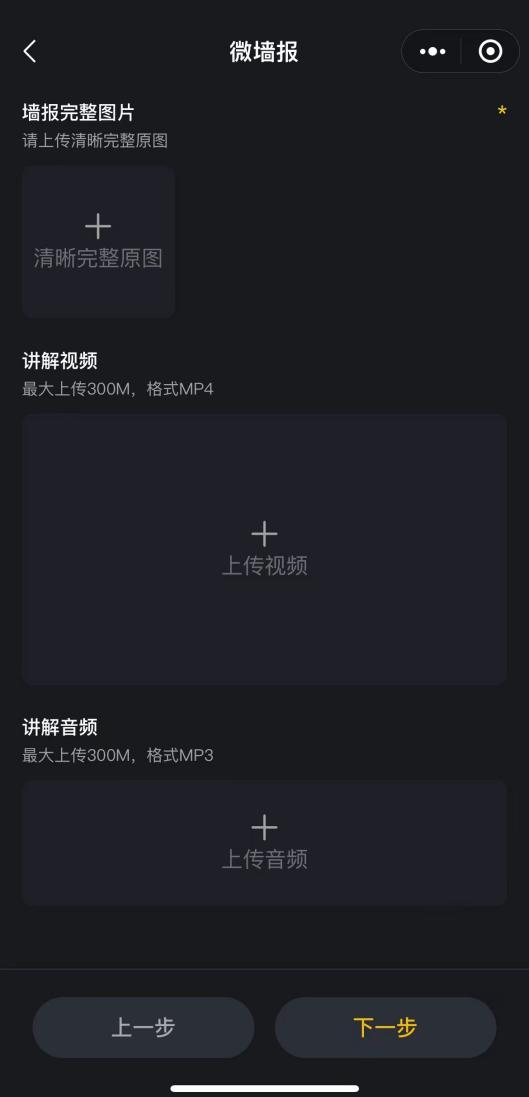 微墙报
墙报完整图片 *
请上传清晰完整原图
清晰完整原图
讲解视频
最大上传300M，格式MP4
上传视频
讲解音频
最大上传300M，格式MP3
上传音频
上一步
下一步